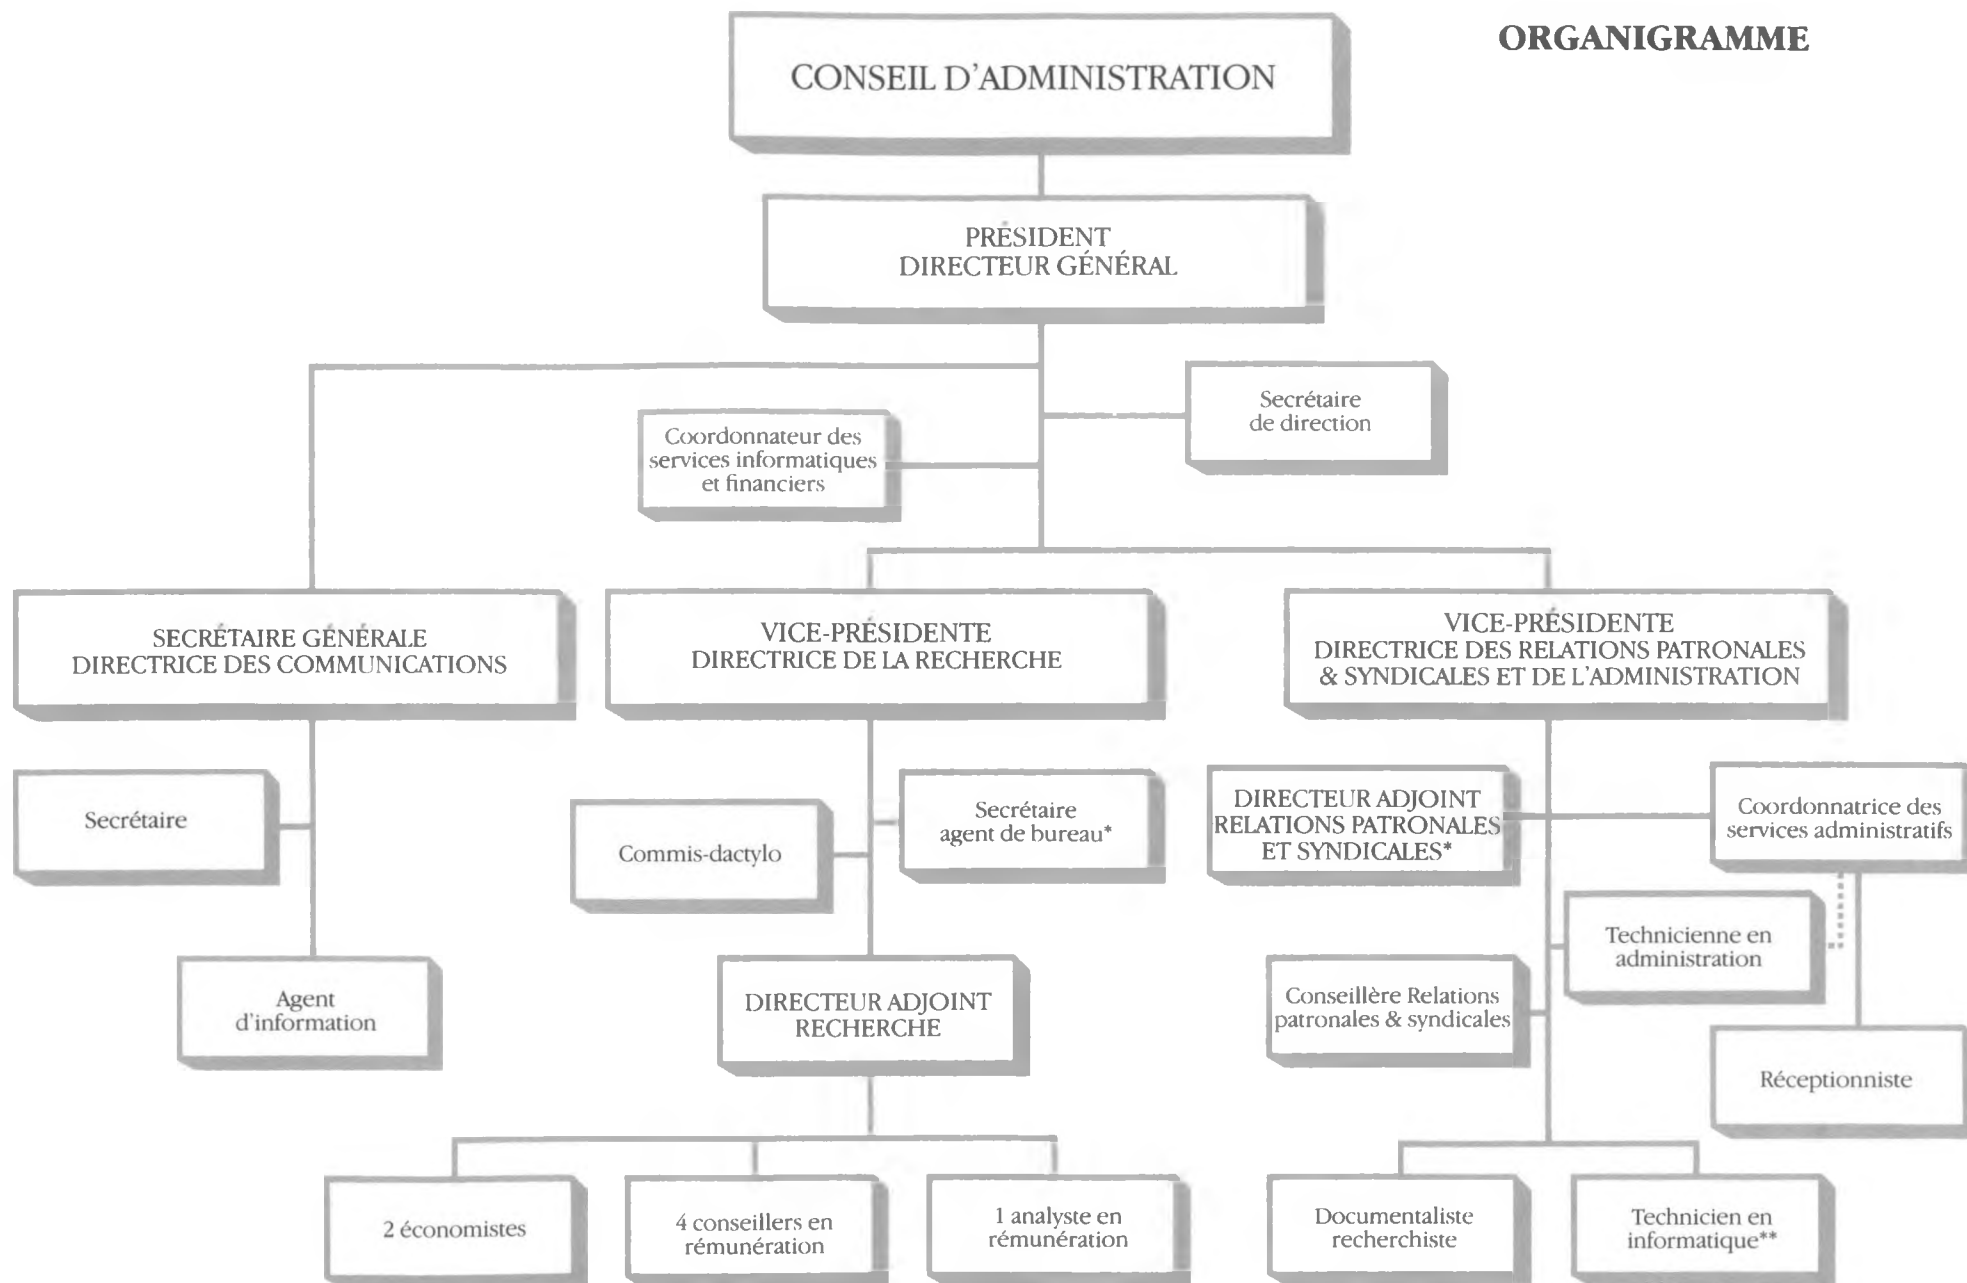 ORGANIGRAMME
CONSEIL D'ADMINISTRATION
PRÉSIDENT
DIRECTEUR GÉNÉRAL
Secrétaire
de direction
Coordonnateur des
services informatiques
et financiers
SECRÉTAIRE GÉNÉRALE
DIRECTRICE DES COMMUNICATIONS
VICE-PRÉSIDENTE
DIRECTRICE DE LA RECHERCHE
VICE-PRÉSIDENTE
DIRECTRICE DES RELATIONS PATRONALES
& SYNDICALES ET DE L'ADMINISTRATION
Secrétaire
Commis-dactylo
Secrétaire
agent de bureau*
DIRECTEUR ADJOINT
RELATIONS PATRONALES
ET SYNDICALES*
Coordonnatrice des
services administratifs
Technicienne en
administration
Agent
d'information
DIRECTEUR ADJOINT
RECHERCHE
Conseillère Relations
patronales & syndicales
Réceptionniste
2 économistes
4 conseillers en
rémunération
1 analyste en
rémunération
Documentaliste
recherchiste
Technicien en
informatique**